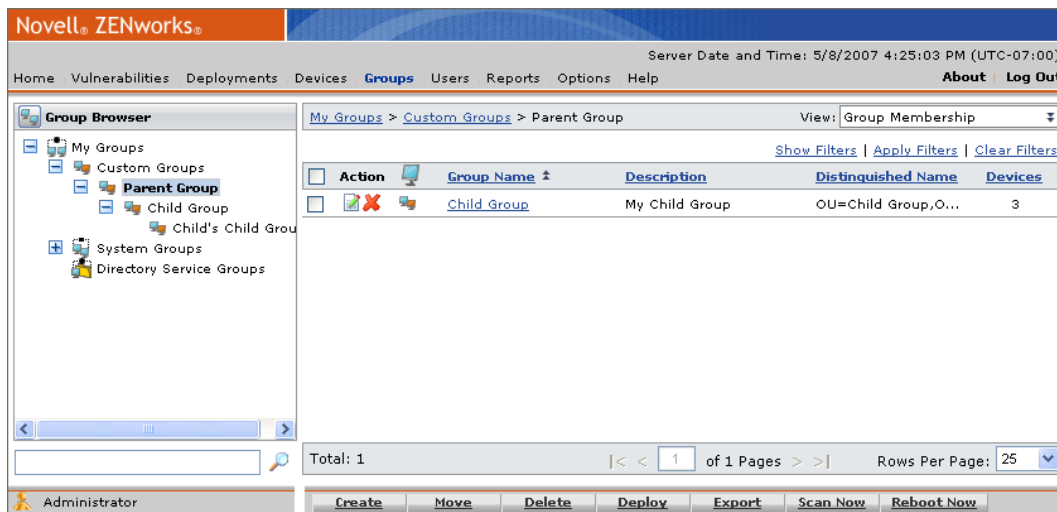 Novell® ZENworks®
Server Date and Time: 5/8/2007 4:25:03 PM (UTC-07:00)
Home Vulnerabilities Deployments Devices Groups Users Reports Options Help About Log Out
Group Browser
My Groups
Custom Groups
Parent Group
Child Group
Child's Child Grou
System Groups
Directory Service Groups
My Groups > Custom Groups > Parent Group View: Group Membership
Show Filters | Apply Filters | Clear Filters
Action Group Name Description Distinquished Name Devices
Child Group My Child Group OU=Child Group,O... 3
Total: 1 |< < 1 of 1 Pages > >| Rows Per Page: 25
Administrator
Create Move Delete Deploy Export Scan Now Reboot Now